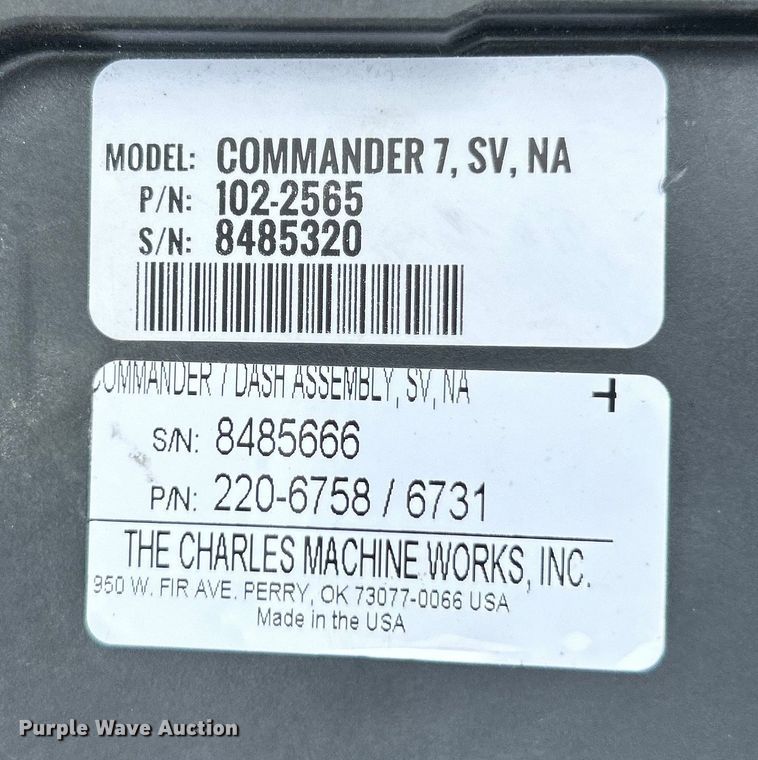 MODEL: COMMANDER 7, SV, NA
P/N: 102-2565
S/N: 8485320
COMMANDER 7 DASH ASSEMBLY, SV, NA
S/N: 8485666
P/N: 220-6758 / 6731
THE CHARLES MACHINE WORKS, INC.
950 W. FIR AVE. PERRY, OK 73077-0066 USA
Made in the USA
Purple Wave Auction